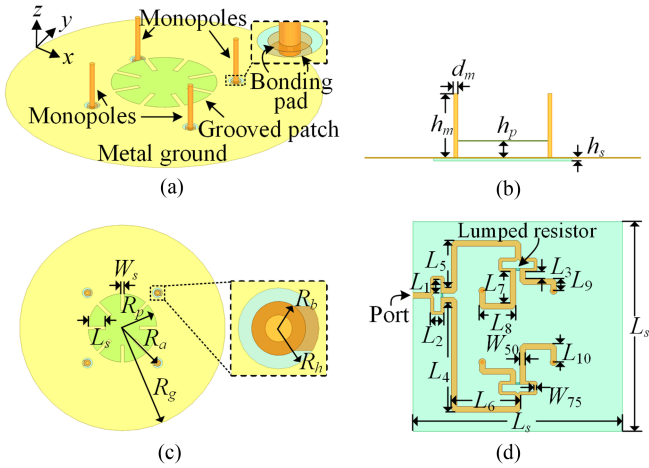 z
y
x
Monopoles
Bonding
pad
Monopoles
Grooved patch
Metal ground
(a)
dm
hm
hp
hs
(b)
Ws
Rp
Ls
Ra
Rg
Rb
Rh
(c)
Lumped resistor
L5
L1
L7
L3
L9
Port
L2
L8
W50
L10
L4
L6
W75
Ls
Ls
(d)